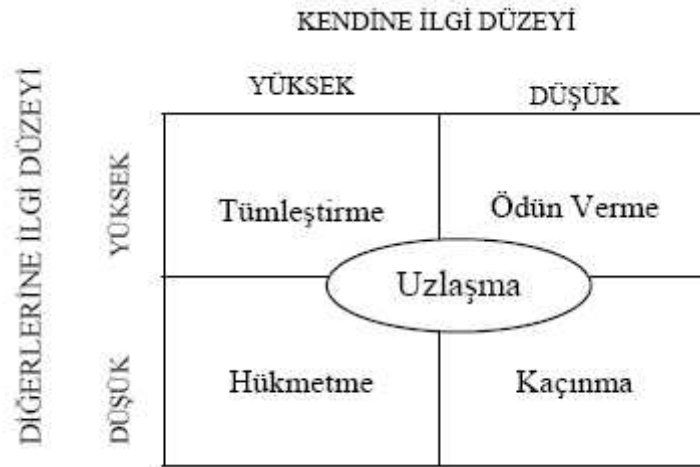 KENDİNE İLGİ DÜZEYİ
YÜKSEK
DÜŞÜK
DİĞERLERİNE İLGİ DÜZEYİ
YÜKSEK
Tümleştirme
Ödün Verme
Uzlaşma
DÜŞÜK
Hükmetme
Kaçınma